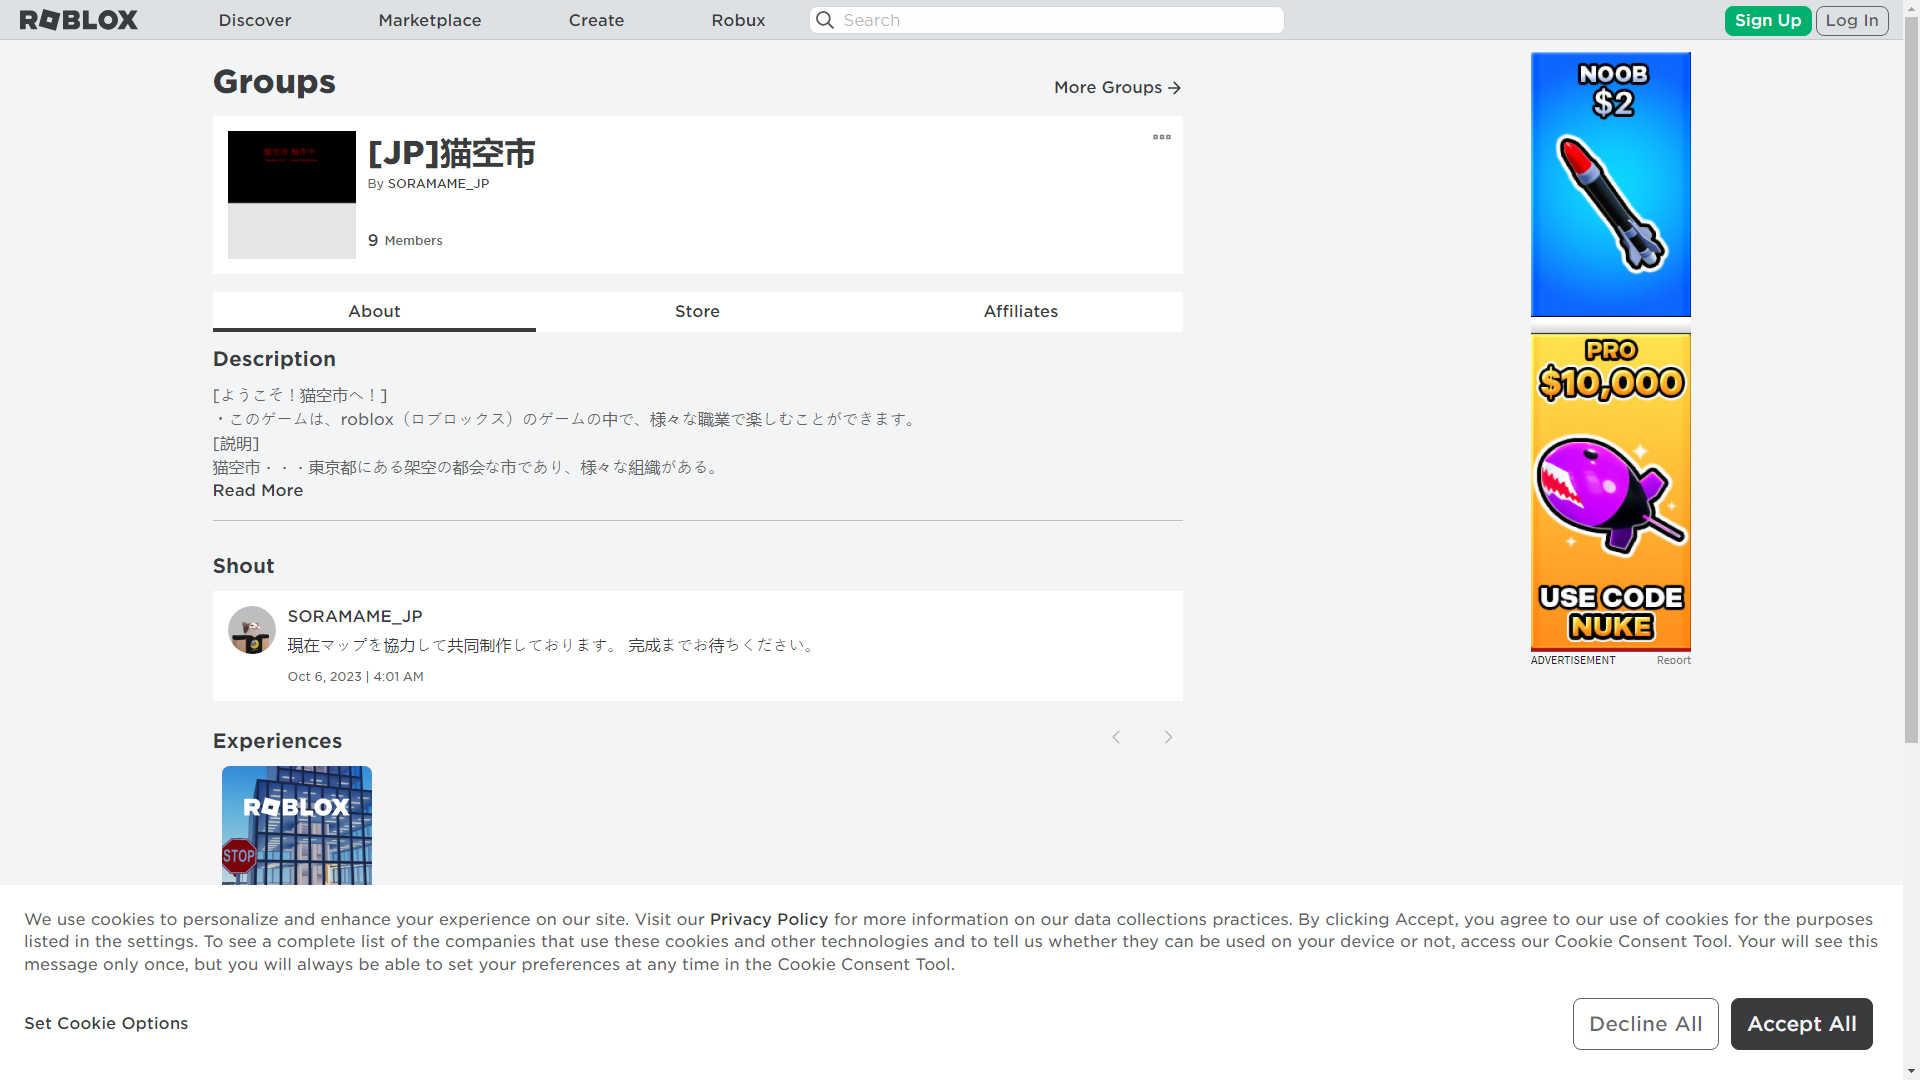 ROBLOX
Discover
Marketplace
Create
Robux
Search
Sign Up
Log In
Groups
More Groups
[JP]猫空市
By SORAMAME_JP
9 Members
About
Store
Affiliates
Description
[ようこそ！猫空市へ！]
・このゲームは、roblox（ロブロックス）のゲームの中で、様々な職業で楽しむことができます。
[説明]
猫空市・・・東京都にある架空の都会な市であり、様々な組織がある。
Read More
Shout
SORAMAME_JP
現在マップを協力して共同制作しております。 完成までお待ちください。
Oct 6, 2023 | 4:01 AM
Experiences
ROBLOX
STOP
NOOB
$2
PRO
$10,000
USE CODE
NUKE
ADVERTISEMENT
Report
We use cookies to personalize and enhance your experience on our site. Visit our Privacy Policy for more information on our data collections practices. By clicking Accept, you agree to our use of cookies for the purposes
listed in the settings. To see a complete list of the companies that use these cookies and other technologies and to tell us whether they can be used on your device or not, access our Cookie Consent Tool. Your will see this
message only once, but you will always be able to set your preferences at any time in the Cookie Consent Tool.
Set Cookie Options
Decline All
Accept All